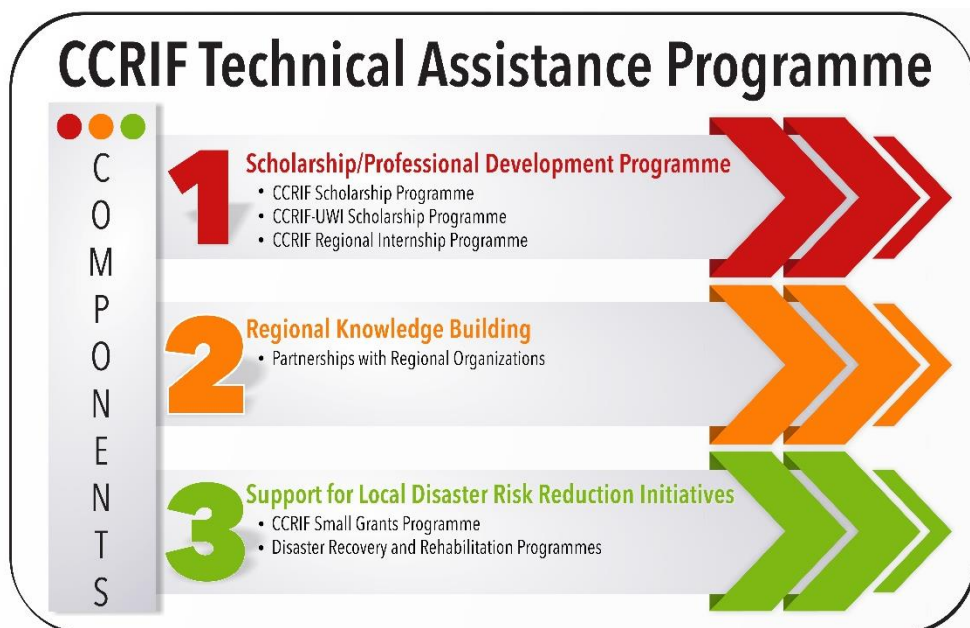 CCRIF Technical Assistance Programme
COMPONENTS
1
Scholarship/Professional Development Programme
• CCRIF Scholarship Programme
• CCRIF-UWI Scholarship Programme
• CCRIF Regional Internship Programme
2
Regional Knowledge Building
• Partnerships with Regional Organizations
3
Support for Local Disaster Risk Reduction Initiatives
• CCRIF Small Grants Programme
• Disaster Recovery and Rehabilitation Programmes